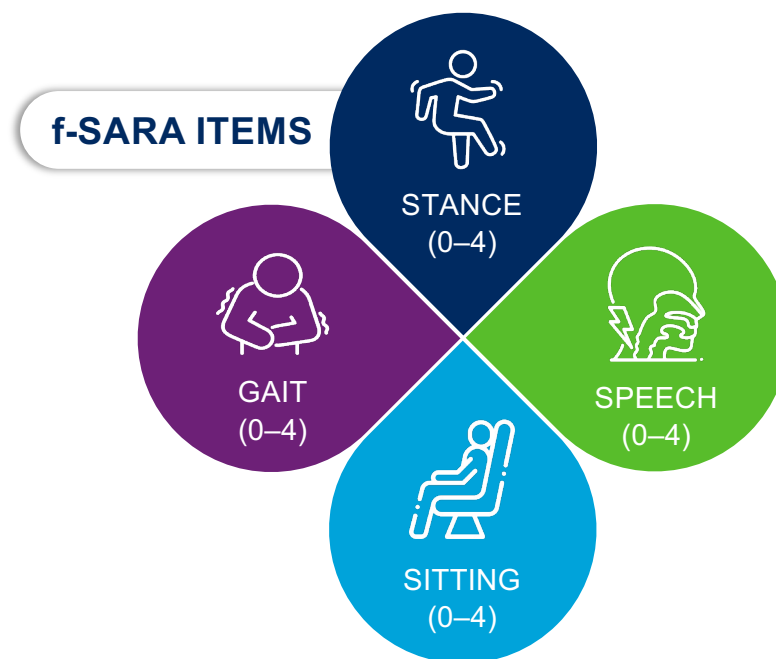 f-SARA ITEMS
STANCE
(0–4)
GAIT
(0–4)
SPEECH
(0–4)
SITTING
(0–4)